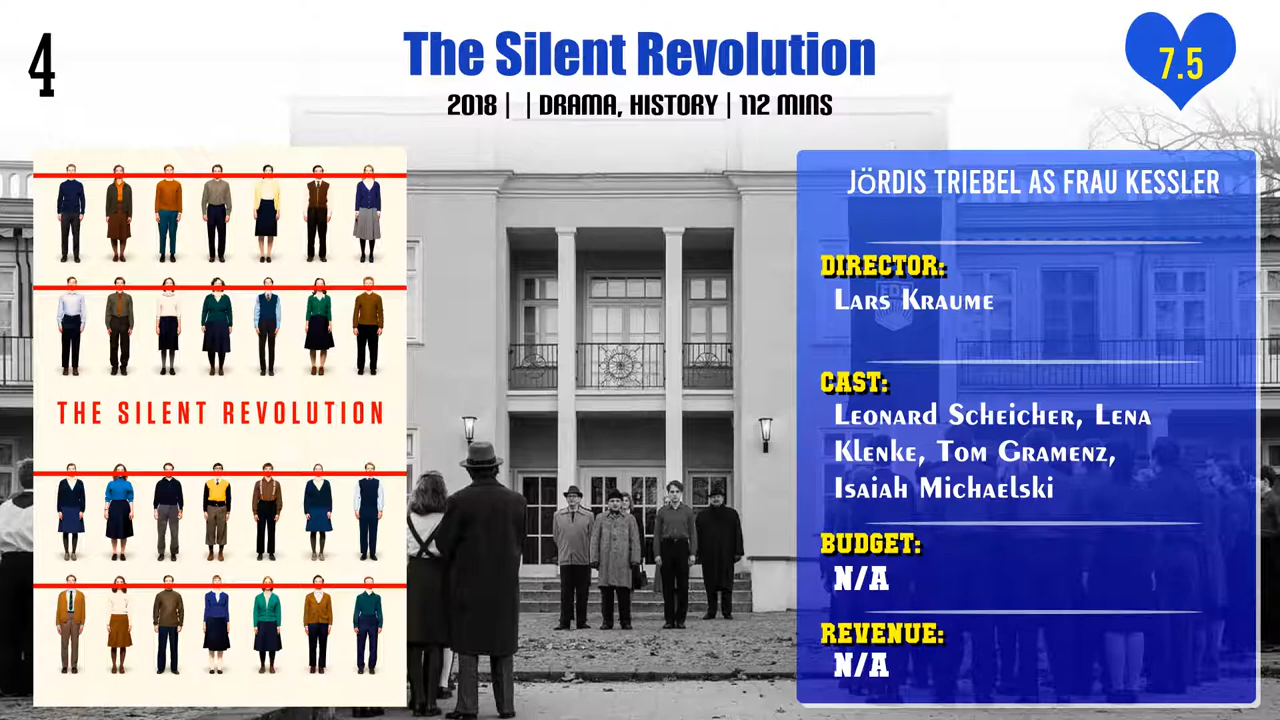 4
The Silent Revolution
7.5
2018 | | DRAMA, HISTORY | 112 MINS
THE SILENT REVOLUTION
JÖRDIS TRIEBEL AS FRAU KESSLER
DIRECTOR:
Lars Kraume
CAST:
Leonard Scheicher, Lena
Klenke, Tom Gramenz,
Isaiah Michaelski
BUDGET:
N/A
REVENUE:
N/A